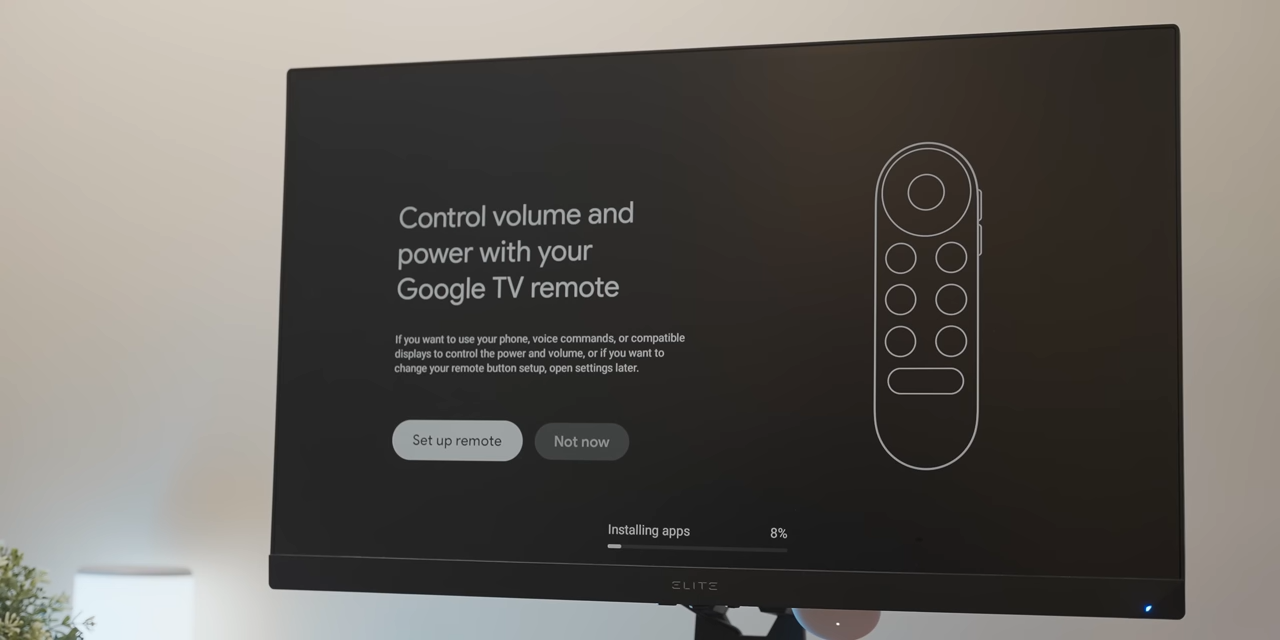 Control volume and
power with your
Google TV remote
If you want to use your phone, voice commands, or compatible
displays to control the power and volume, or if you want to
change your remote button setup, open settings later.
Set up remote
Not now
Installing apps
8%
ELITE